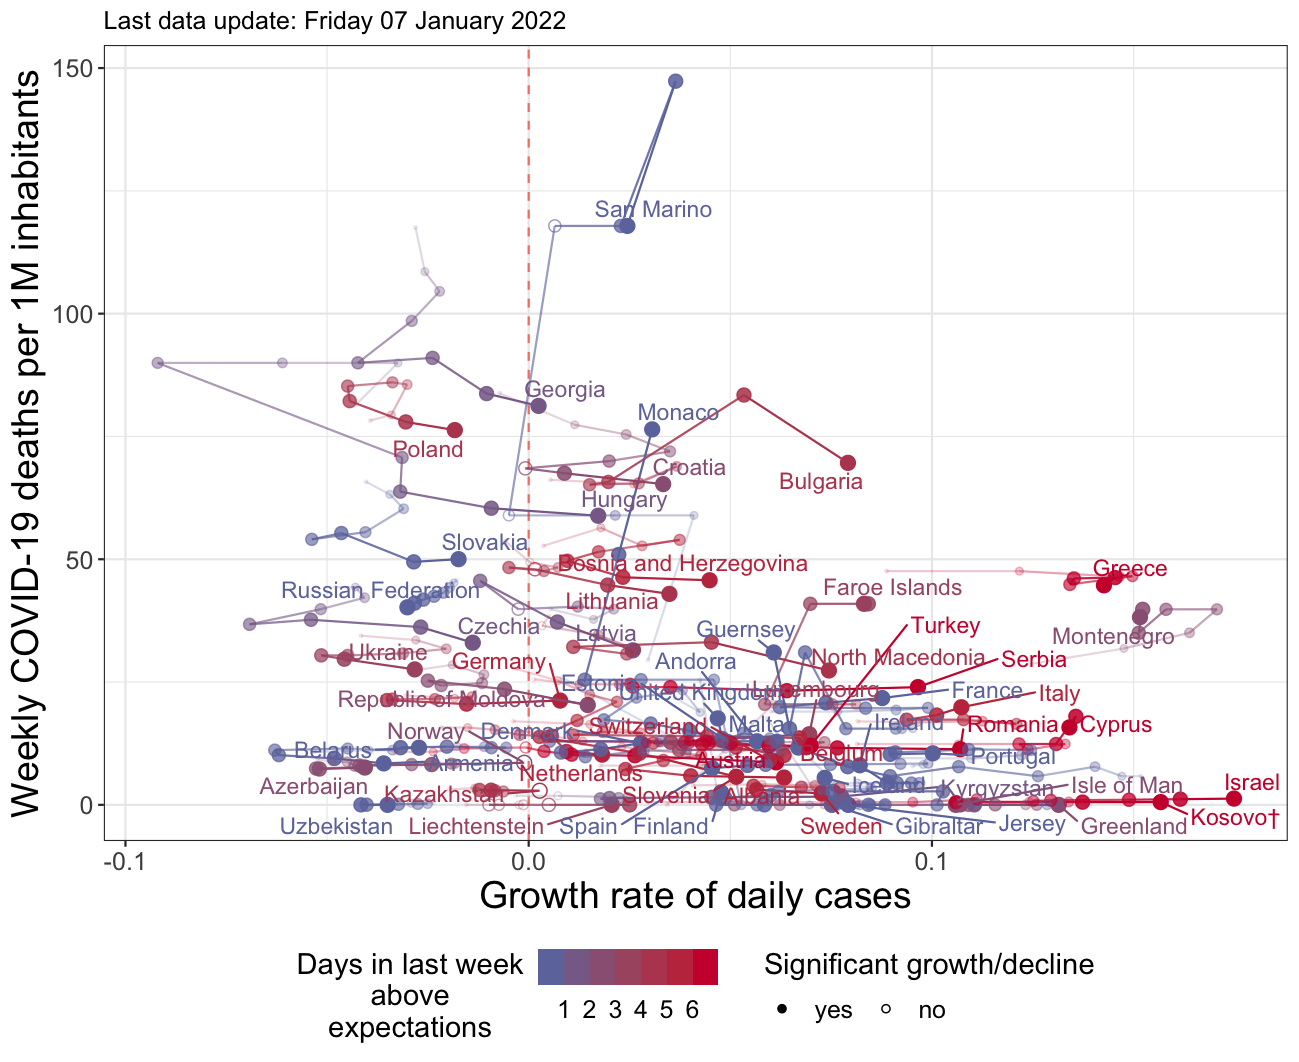 Last data update: Friday 07 January 2022
Weekly COVID-19 deaths per 1M inhabitants
150
100
50
0
San Marino
Georgia
Monaco
Poland
Croatia
Bulgaria
Hungary
Slovakia
Bosnia and Herzegovina
Greece
Russian Federation
Faroe Islands
Lithuania
Czechia
Latvia
Guernsey
Turkey
Montenegro
Ukraine
Germany
Andorra
North Macedonia
Serbia
Estonia
United Kingdom
Luxembourg
France
Italy
Republic of Moldova
Norway
Denmark
Switzerland
Malta
Ireland
Romania
Cyprus
Belarus
Armenia
Austria
Belgium
Portugal
Azerbaijan
Netherlands
Iceland
Kyrgyzstan
Isle of Man
Israel
Kazakhstan
Slovenia
Albania
Kosovo†
Uzbekistan
Liechtenstein
Spain
Finland
Sweden
Gibraltar
Jersey
Greenland
-0.1
0.0
0.1
Growth rate of daily cases
Days in last week
above
expectations
1 2 3 4 5 6
Significant growth/decline
yes
no